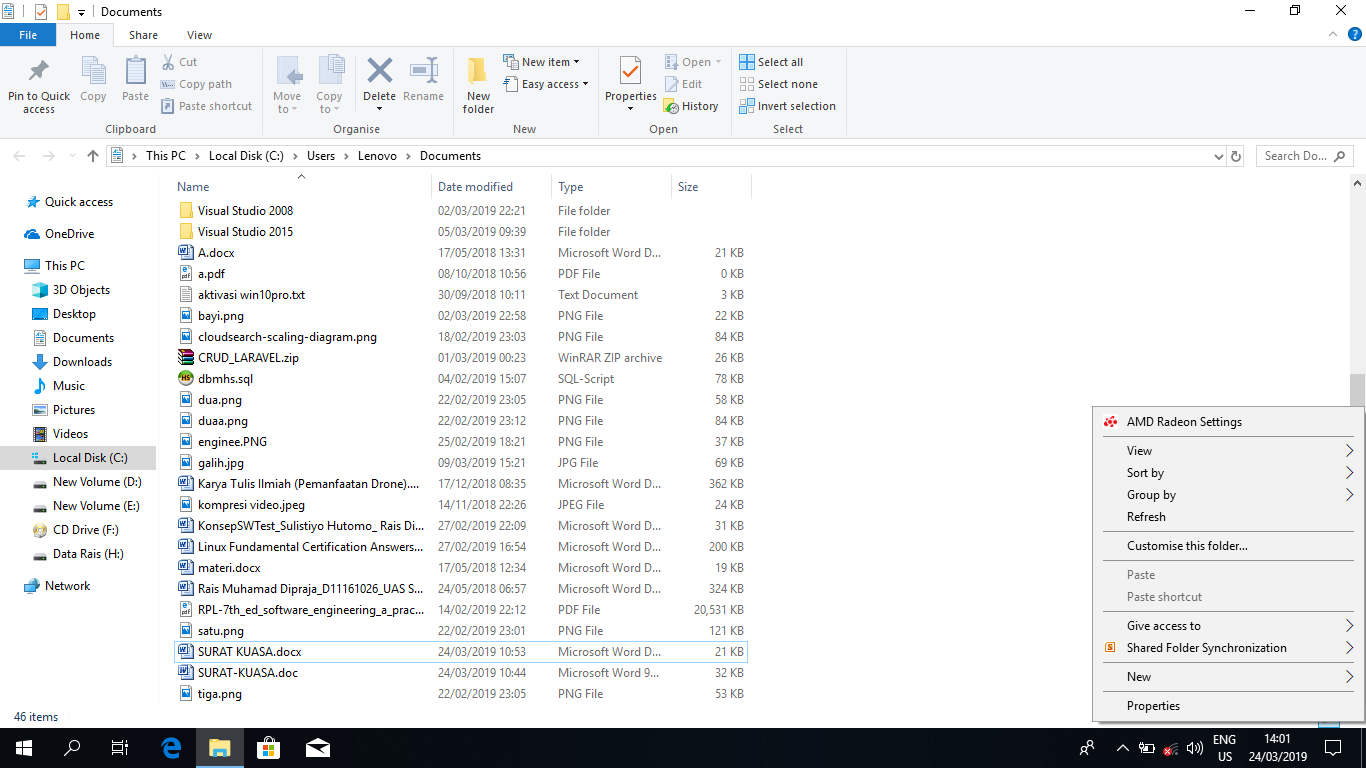 Documents
File Home Share View
Pin to Quick access
Copy
Paste
Cut
Copy path
Paste shortcut
Clipboard
Move to
Copy to
Delete
Rename
Organise
New folder
New item
Easy access
New
Properties
Open
Edit
History
Open
Select all
Select none
Invert selection
Select
This PC Local Disk (C:) Users Lenovo Documents
Search Do...
Quick access
OneDrive
This PC
3D Objects
Desktop
Documents
Downloads
Music
Pictures
Videos
Local Disk (C:)
New Volume (D:)
New Volume (E:)
CD Drive (F:)
Data Rais (H:)
Network
Name Date modified Type Size
Visual Studio 2008 02/03/2019 22:21 File folder
Visual Studio 2015 05/03/2019 09:39 File folder
A.docx 17/05/2018 13:31 Microsoft Word D... 21 KB
a.pdf 08/10/2018 10:56 PDF File 0 KB
aktivasi win10pro.txt 30/09/2018 10:11 Text Document 3 KB
bayi.png 02/03/2019 22:58 PNG File 22 KB
cloudsearch-scaling-diagram.png 18/02/2019 23:03 PNG File 84 KB
CRUD_LARAVEL.zip 01/03/2019 00:23 WinRAR ZIP archive 26 KB
dbmhs.sql 04/02/2019 15:07 SQL-Script 78 KB
dua.png 22/02/2019 23:05 PNG File 58 KB
duaa.png 22/02/2019 23:12 PNG File 84 KB
enginee.PNG 25/02/2019 18:21 PNG File 37 KB
galih.jpg 09/03/2019 15:21 JPG File 69 KB
Karya Tulis Ilmiah (Pemanfaatan Drone).... 17/12/2018 08:35 Microsoft Word D... 362 KB
kompresi video.jpeg 14/11/2018 22:26 JPEG File 24 KB
KonsepSWTest_Sulistiyo Hutomo_ Rais Di... 27/02/2019 22:09 Microsoft Word D... 31 KB
Linux Fundamental Certification Answers... 27/02/2019 16:54 Microsoft Word D... 200 KB
materi.docx 17/05/2018 12:34 Microsoft Word D... 19 KB
Rais Muhamad Dipraja_D11161026_UAS S... 24/05/2018 06:57 Microsoft Word D... 324 KB
RPL-7th_ed_software_engineering_a_prac... 14/02/2019 22:12 PDF File 20,531 KB
satu.png 22/02/2019 23:01 PNG File 121 KB
SURAT KUASA.docx 24/03/2019 10:53 Microsoft Word D... 21 KB
SURAT-KUASA.doc 24/03/2019 10:44 Microsoft Word 9... 32 KB
tiga.png 22/02/2019 23:05 PNG File 53 KB
AMD Radeon Settings
View
Sort by
Group by
Refresh
Customise this folder...
Paste
Paste shortcut
Give access to
Shared Folder Synchronization
New
Properties
46 items
ENG
US
14:01
24/03/2019